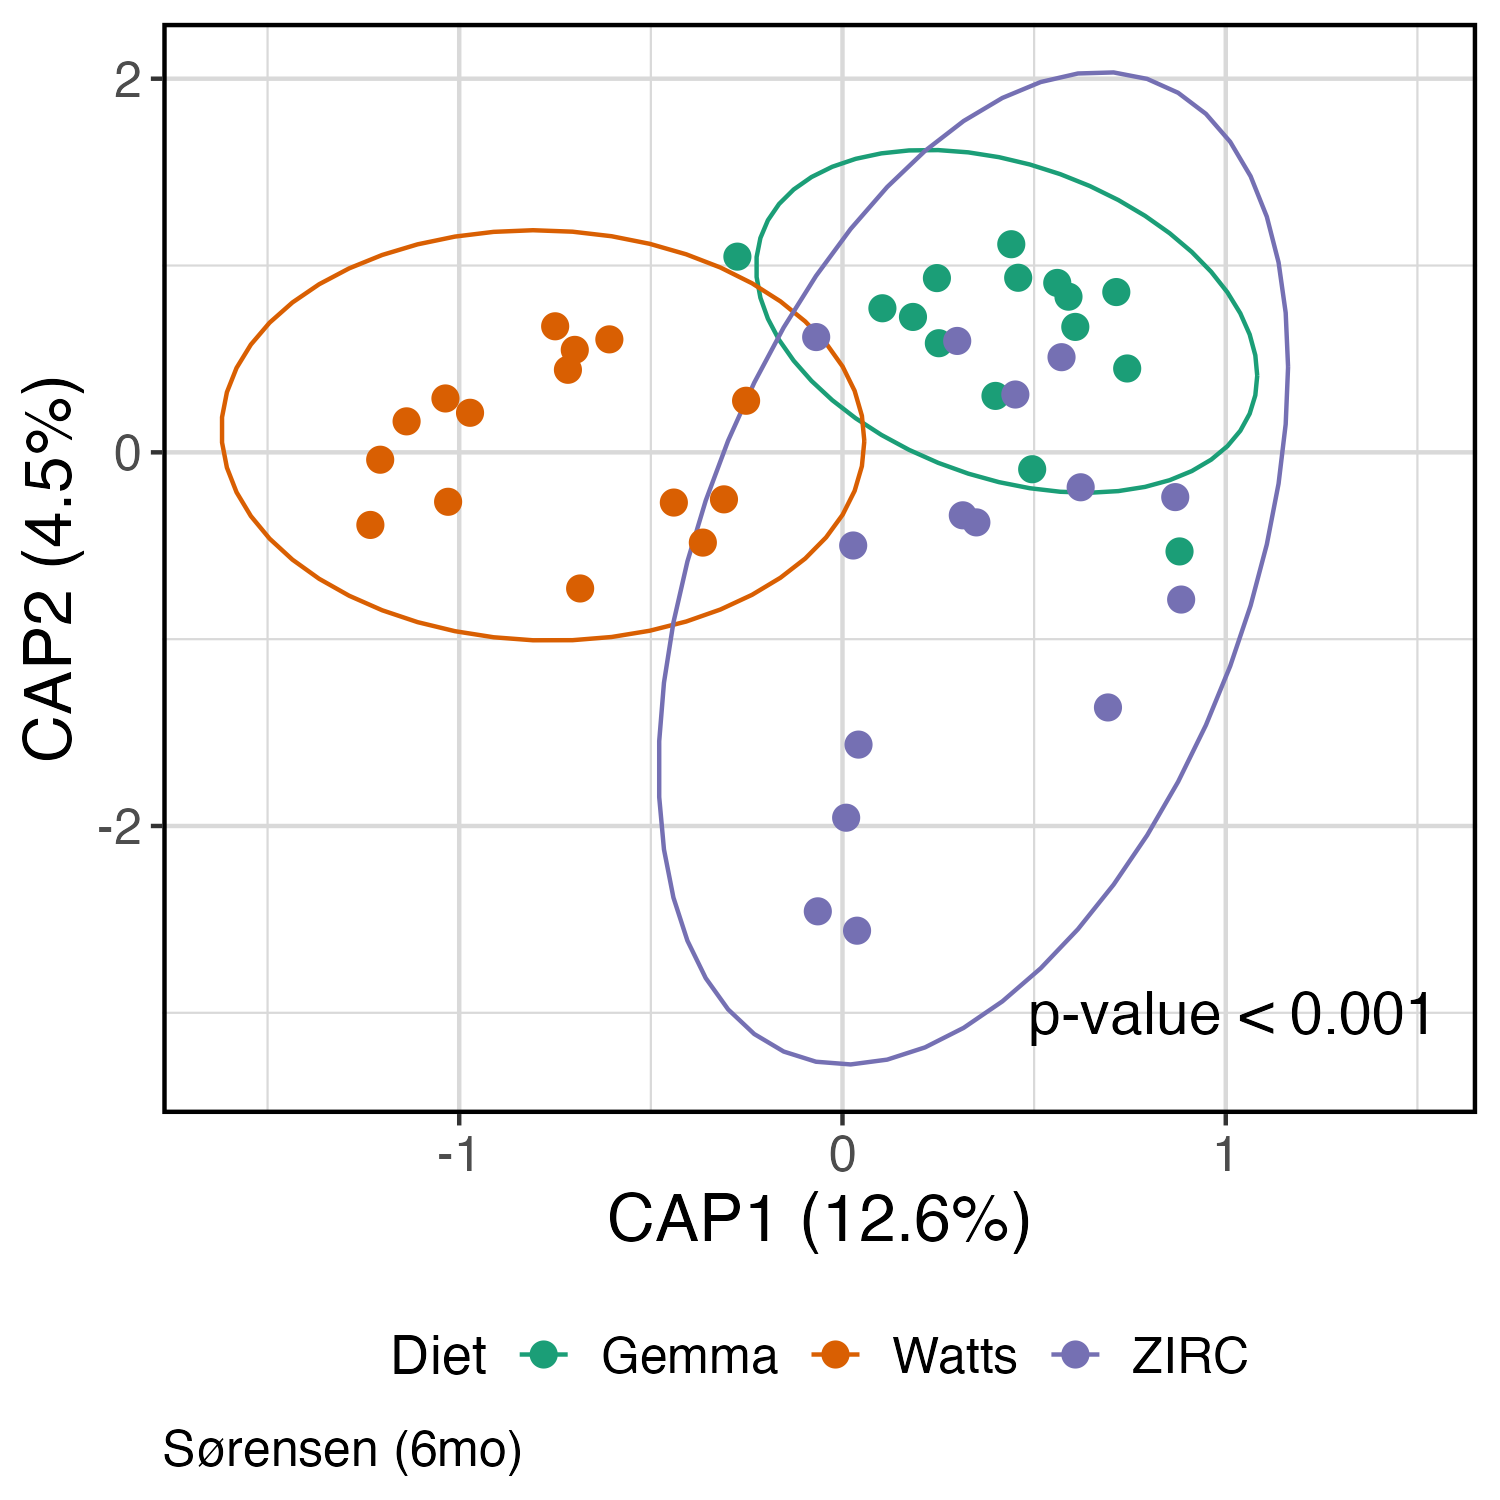 CAP2 (4.5%)
2
0
-2
p-value < 0.001
-1
0
1
CAP1 (12.6%)
Diet Gemma Watts ZIRC
Sørensen (6mo)